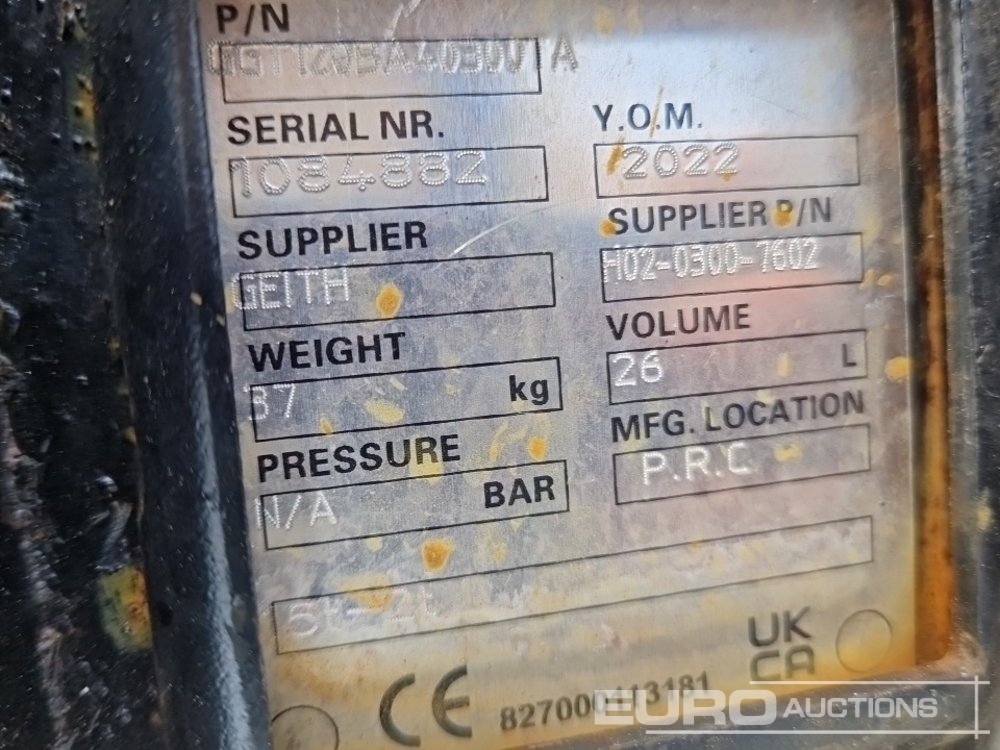 P/N
SERIAL NR.
1084882
Y.O.M.
2022
SUPPLIER
GEITH
SUPPLIER P/N
H02-0300-7602
WEIGHT
37 kg
VOLUME
26 L
PRESSURE
N/A BAR
MFG. LOCATION
P.R.C.
CE
UK
CA
EURO AUCTIONS